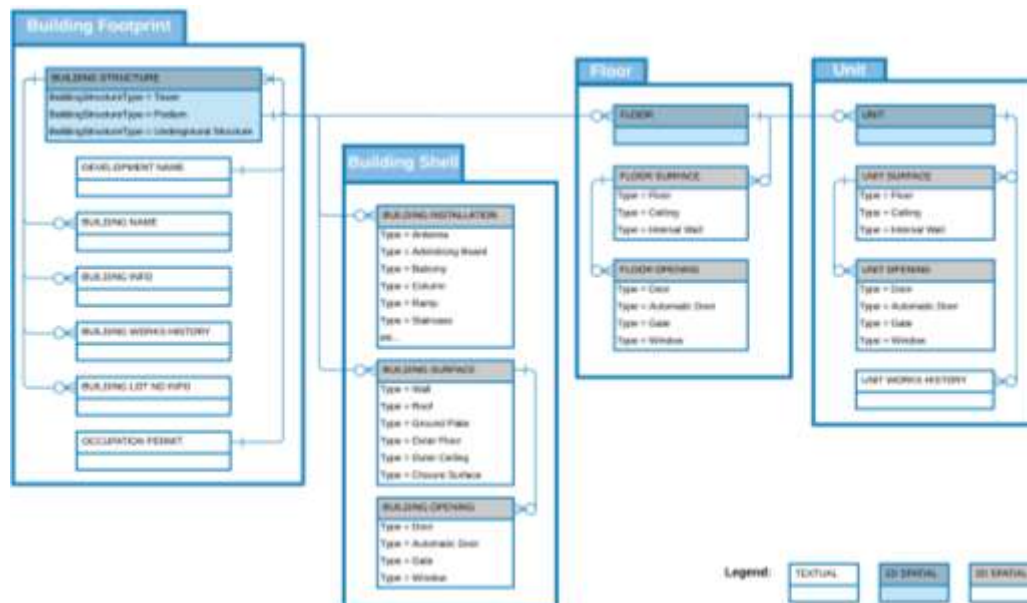 Building Footprint
BUILDING STRUCTURE
BuildingStructureType = Tower
BuildingStructureType = Podium
BuildingStructureType = Underground Structure
DEVELOPMENT NAME
BUILDING NAME
BUILDING INFO
BUILDING WORKS HISTORY
BUILDING LOT NO INFO
OCCUPATION PERMIT
Building Shell
BUILDING INSTALLATION
Type = Antenna
Type = Advertising Board
Type = Balcony
Type = Column
Type = Ramp
Type = Staircase
etc...
BUILDING SURFACE
Type = Wall
Type = Roof
Type = Ground Plate
Type = Outer Floor
Type = Outer Ceiling
Type = Closure Surface
BUILDING OPENING
Type = Door
Type = Automatic Door
Type = Gate
Type = Window
Floor
FLOOR
FLOOR SURFACE
Type = Floor
Type = Ceiling
Type = Internal Wall
FLOOR OPENING
Type = Door
Type = Automatic Door
Type = Gate
Type = Window
Unit
UNIT
UNIT SURFACE
Type = Floor
Type = Ceiling
Type = Internal Wall
UNIT OPENING
Type = Door
Type = Automatic Door
Type = Gate
Type = Window
UNIT WORKS HISTORY
Legend:
TEXTUAL
2D SPATIAL
3D SPATIAL